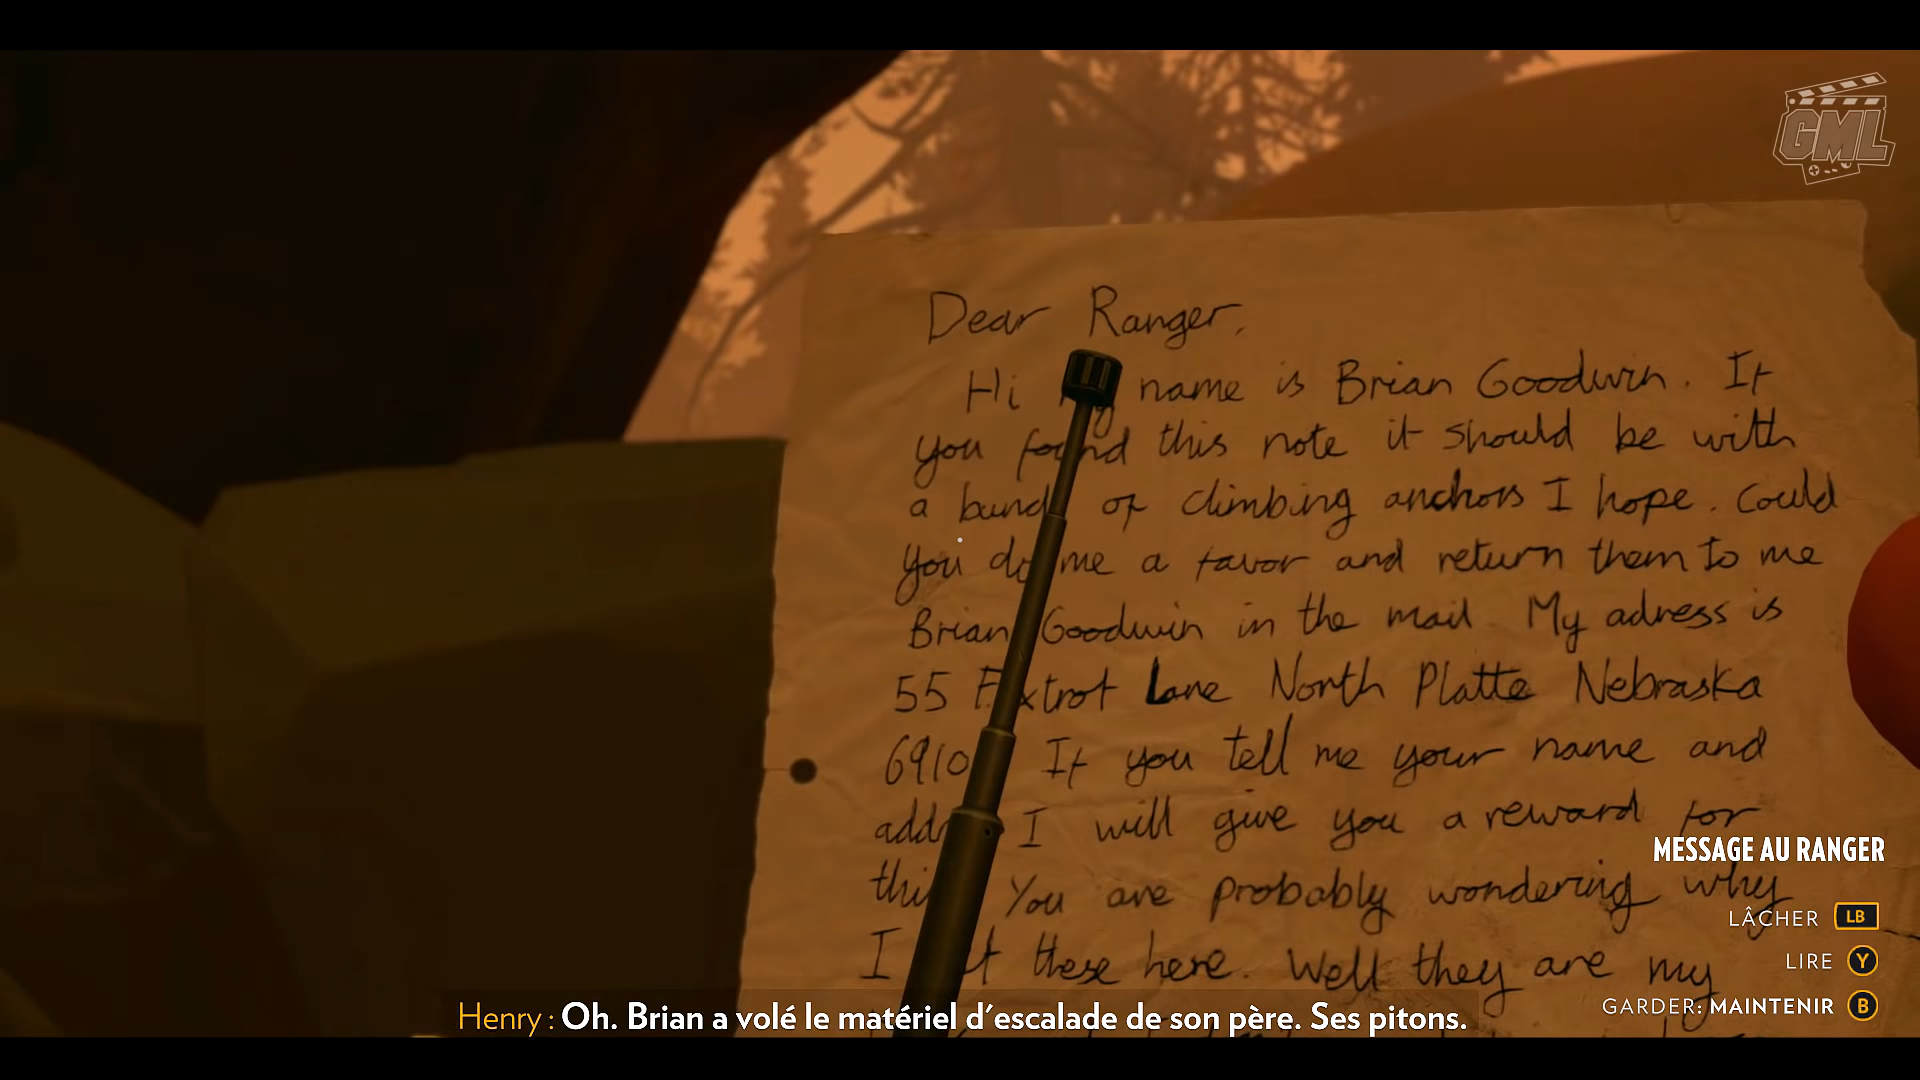 GML
Dear Ranger,
Hi name is Brian Goodwin. If
you found this note it should be with
a bunch of climbing anchors I hope. Could
you do me a favor and return them to me
Brian Goodwin in the mail My adress is
55 Foxtrot Lane North Platte Nebraska
6910 If you tell me your name and
I will give you a reward for
You are probably wondering why
I these here. Well they are my
MESSAGE AU RANGER
LÂCHER LB
LIRE Y
GARDER: MAINTENIR B
Henry : Oh. Brian a volé le matériel d'escalade de son père. Ses pitons.